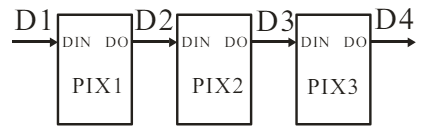 D1 D2 D3 D4
DIN DO DIN DO DIN DO
PIX1 PIX2 PIX3